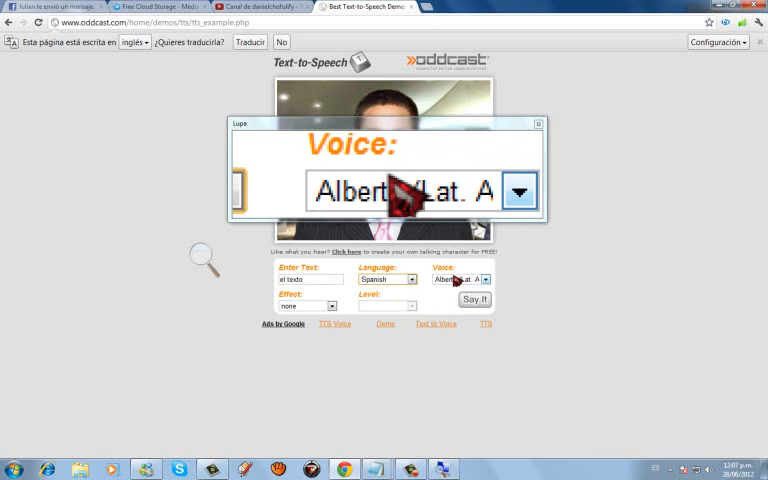 Julian te envió un mensaje.
Free Cloud Storage - Media
Canal de danielchofulify -
Best Text-to-Speech Demo:
www.oddcast.com/home/demos/tts/tts_example.php
Esta página está escrita en inglés ¿Quieres traducirla? Traducir No Configuración
Text-to-Speech oddcast
Lupa
Voice:
Albert /Lat. A
Like what you hear? Click here to create your own talking character for FREE!
Enter Text: Language: Voice:
el texto Spanish Albert Lat. A
Effect: Level: Say It
none
Ads by Google TTS Voice Demo Text to Voice TTS
ES 12:07 p.m.
28/06/2012